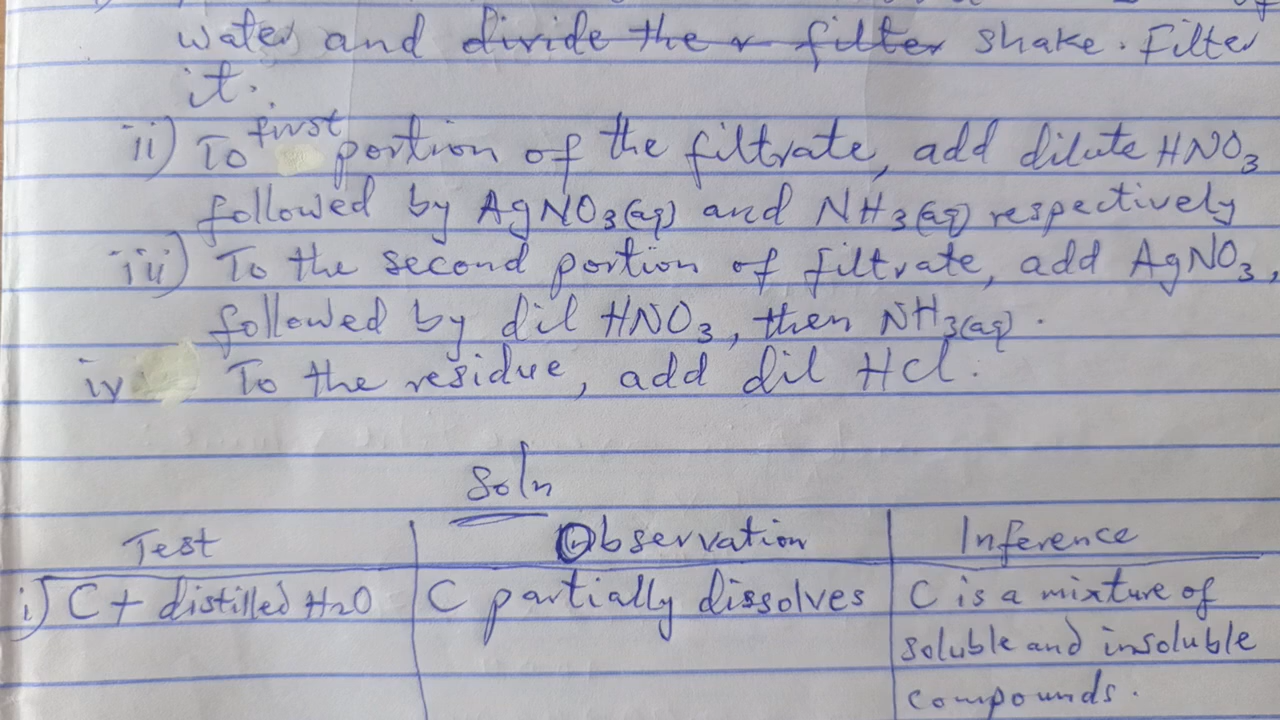 water and divide the r filter shake. Filter
it.
ii) To first portion of the filtrate, add dilute HNO3
followed by AgNO3(aq) and NH3(aq) respectively
iii) To the second portion of filtrate, add AgNO3,
followed by dil HNO3, then NH3(aq).
iv To the residue, add dil HCl.
Soln
Test Observation Inference
i) C + distilled H2O C partially dissolves C is a mixture of
soluble and insoluble
compounds.